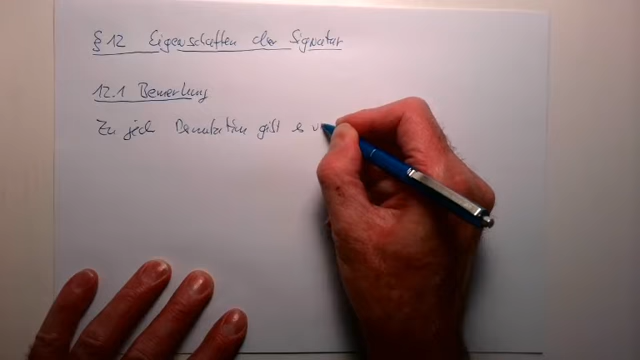 § 12 Eigenschaften der Signatur
12.1 Bemerkung
Zu jeder Permutation gibt es